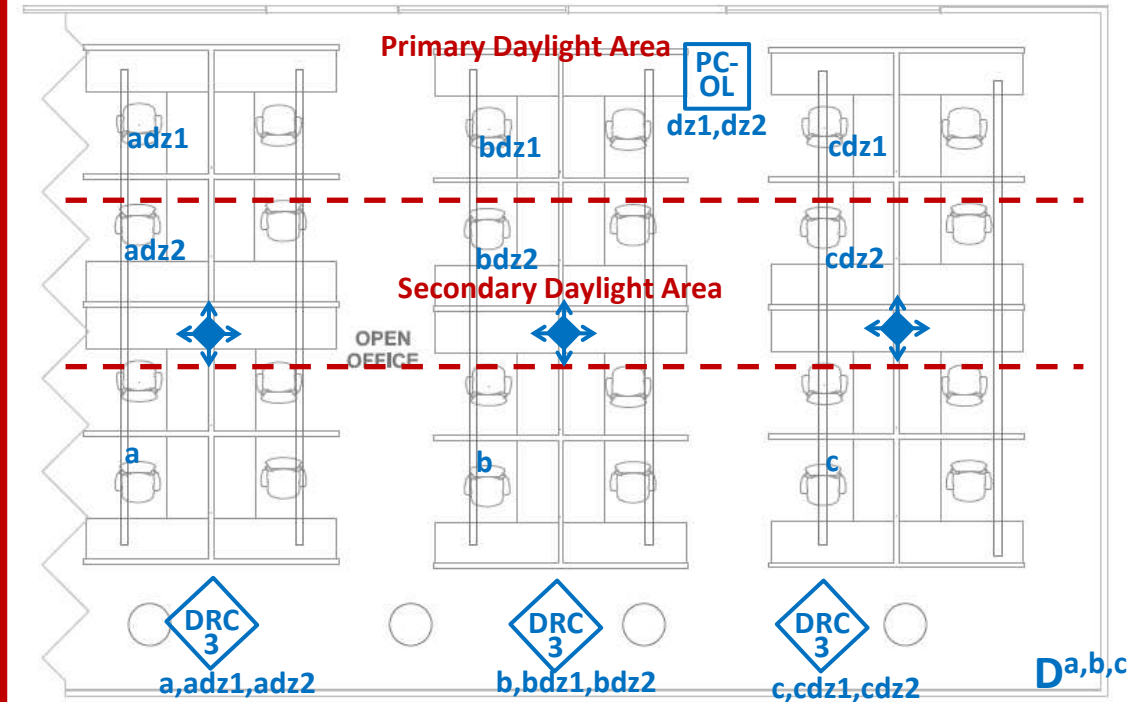 Primary Daylight Area
PC-
OL
dz1,dz2
adz1
bdz1
cdz1
adz2
bdz2
cdz2
Secondary Daylight Area
OPEN
OFFICE
a
b
c
DRC
3
DRC
3
DRC
3
a,adz1,adz2
b,bdz1,bdz2
c,cdz1,cdz2
Da,b,c